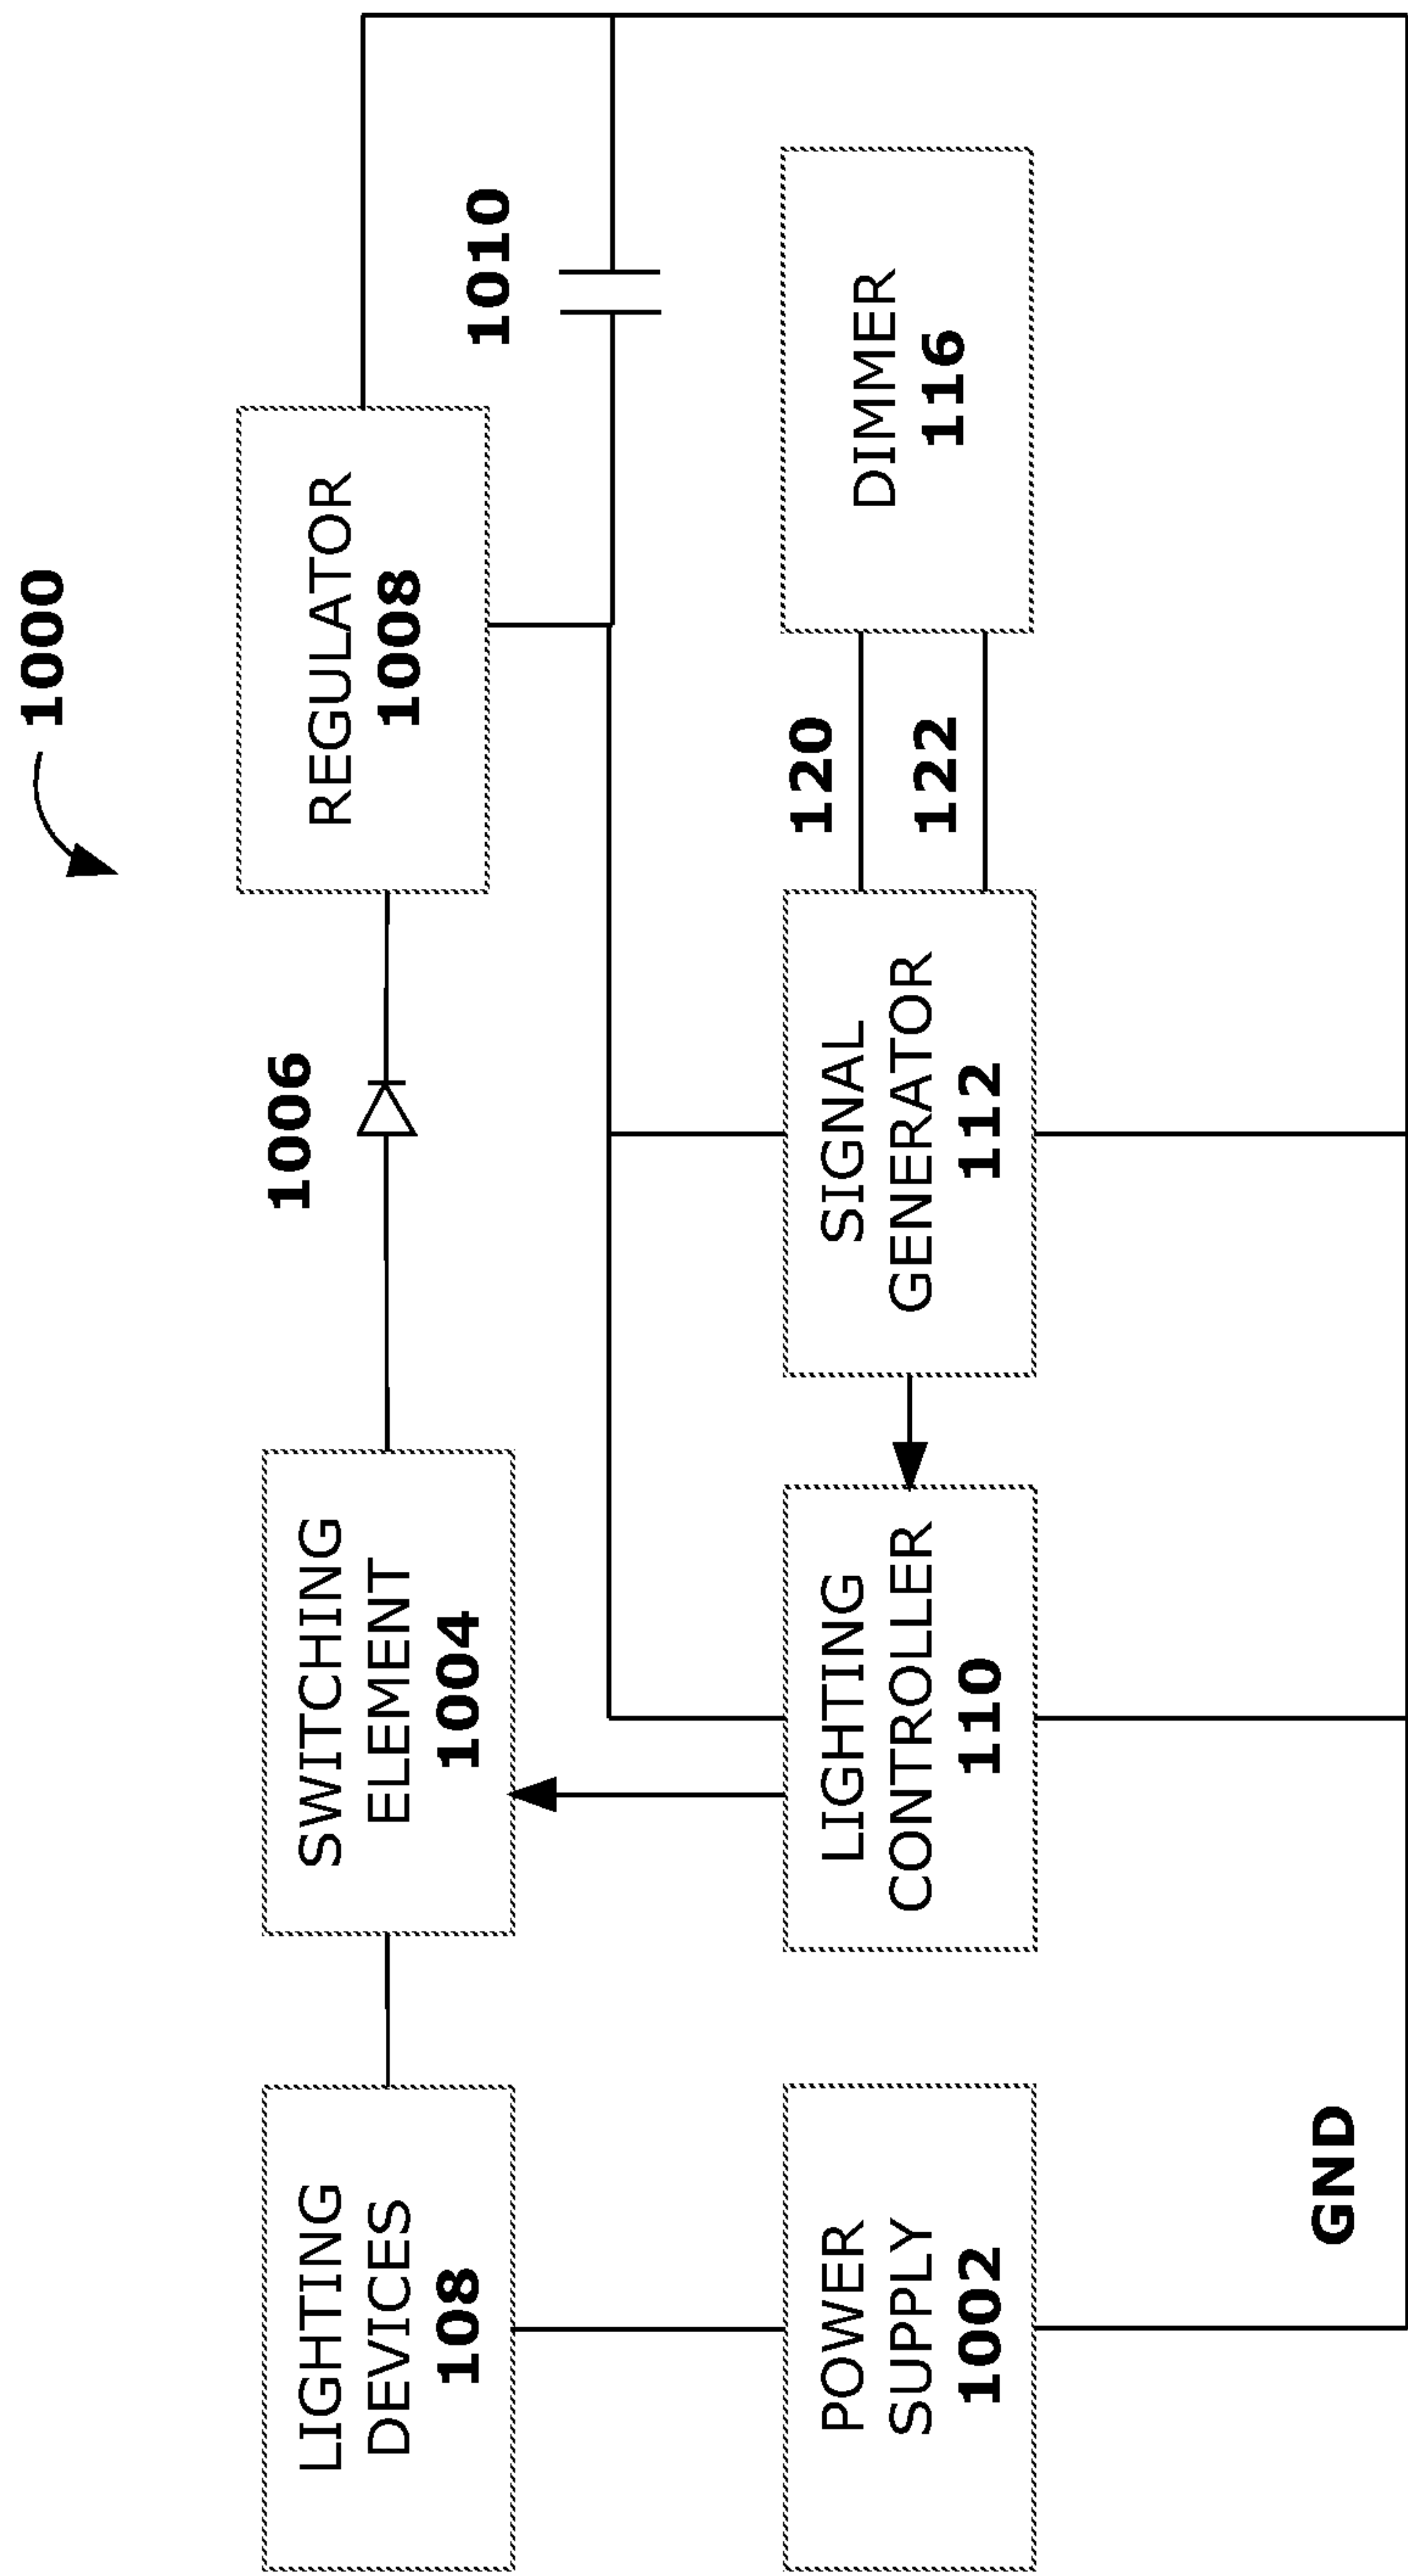 1000
LIGHTING
DEVICES
108
SWITCHING
ELEMENT
1004
1006
REGULATOR
1008
1010
POWER
SUPPLY
1002
LIGHTING
CONTROLLER
110
SIGNAL
GENERATOR
112
120
122
DIMMER
116
GND